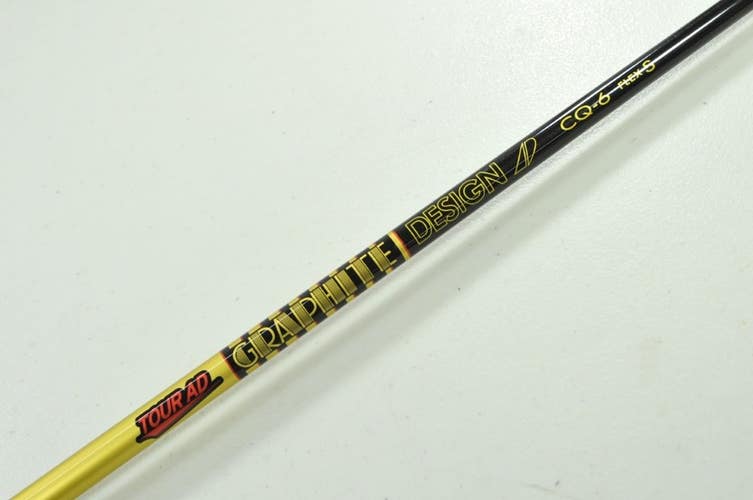 TOUR AD
GRAPHITE DESIGN CQ-6 FLEX-S